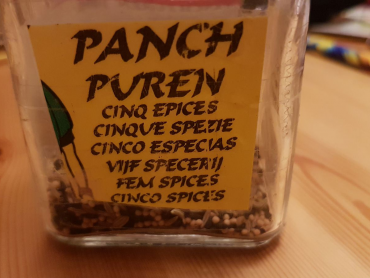 PANCH
PUREN
CINQ EPICES
CINQUE SPEZIE
CINCO ESPECIAS
VIJF SPECERIJ
FEM SPICES
CINCO SPICES